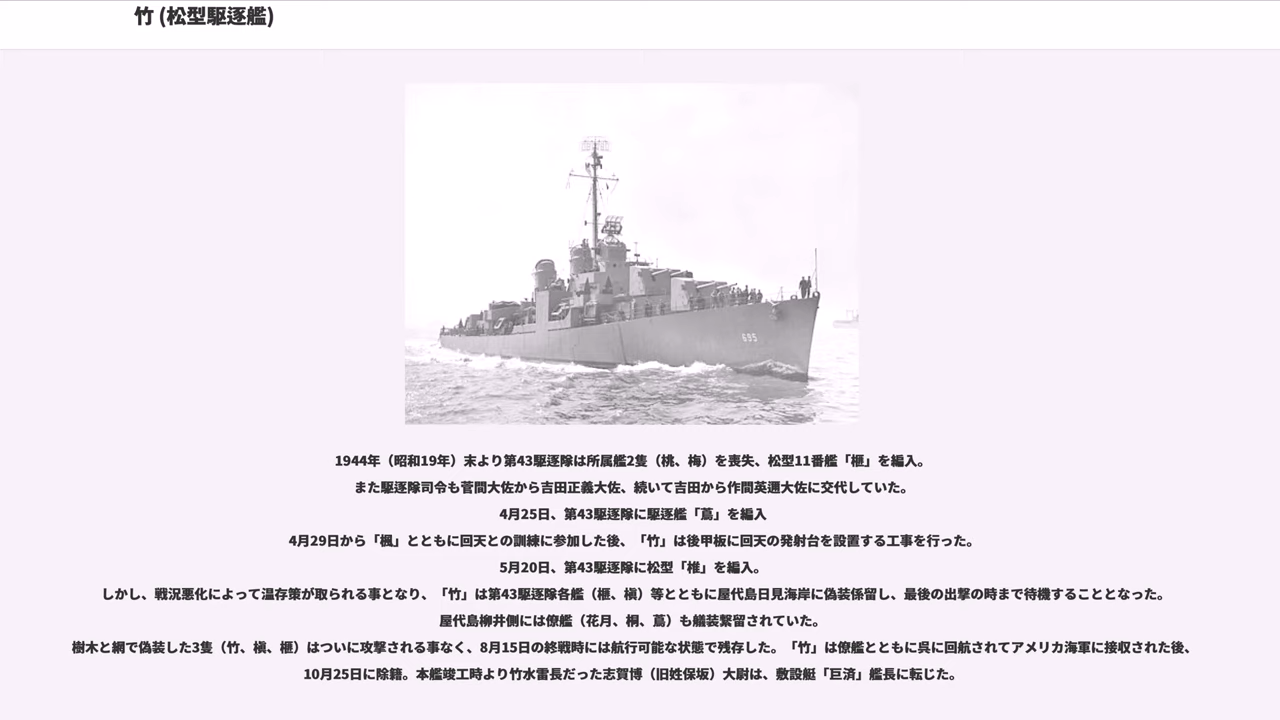 竹 (松型駆逐艦)
695
1944年（昭和19年）末より第43駆逐隊は所属艦2隻（桃、梅）を喪失、松型11番艦「榧」を編入。
また駆逐隊司令も菅間大佐から吉田正義大佐、続いて吉田から作間英邇大佐に交代していた。
4月25日、第43駆逐隊に駆逐艦「蔦」を編入
4月29日から「楓」とともに回天との訓練に参加した後、「竹」は後甲板に回天の発射台を設置する工事を行った。
5月20日、第43駆逐隊に松型「椎」を編入。
しかし、戦況悪化によって温存策が取られる事となり、「竹」は第43駆逐隊各艦（榧、槇）等とともに屋代島日見海岸に偽装係留し、最後の出撃の時まで待機することとなった。
屋代島柳井側には僚艦（花月、桐、蔦）も艤装繋留されていた。
樹木と網で偽装した3隻（竹、槇、榧）はついに攻撃される事なく、8月15日の終戦時には航行可能な状態で残存した。「竹」は僚艦とともに呉に回航されてアメリカ海軍に接収された後、
10月25日に除籍。本艦竣工時より竹水雷長だった志賀博（旧姓保坂）大尉は、敷設艇「巨済」艦長に転じた。